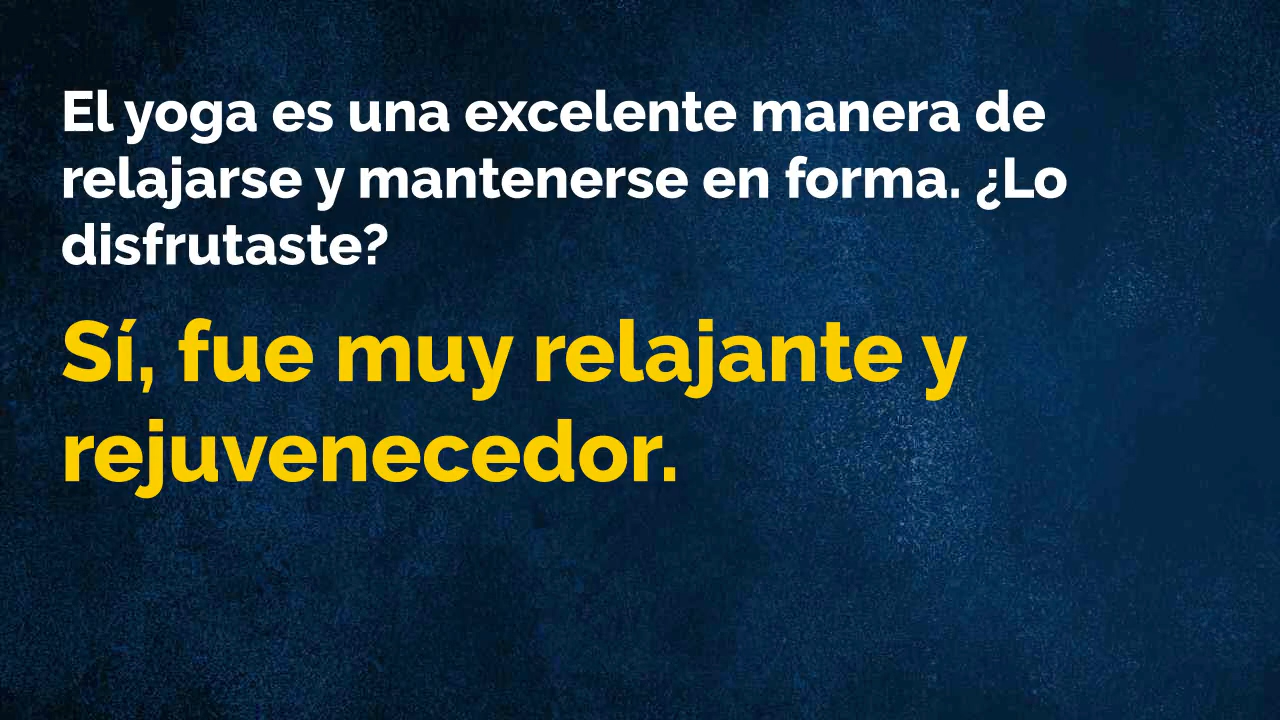 El yoga es una excelente manera de
relajarse y mantenerse en forma. ¿Lo
disfrutaste?
Sí, fue muy relajante y
rejuvenecedor.